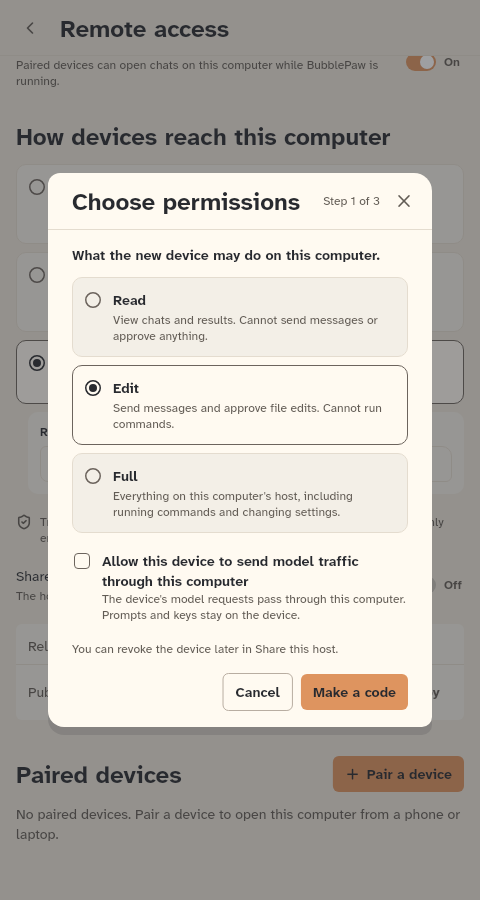 Remote access
Paired devices can open chats on this computer while BubblePaw is
running.
On
How devices reach this computer
Choose permissions
Step 1 of 3
What the new device may do on this computer.
Read
View chats and results. Cannot send messages or
approve anything.
Edit
Send messages and approve file edits. Cannot run
commands.
Full
Everything on this computer's host, including
running commands and changing settings.
Allow this device to send model traffic
through this computer
The device's model requests pass through this computer.
Prompts and keys stay on the device.
You can revoke the device later in Share this host.
Cancel
Make a code
Share
Off
The ho
Rel
Pub
Paired devices
Pair a device
No paired devices. Pair a device to open this computer from a phone or
laptop.